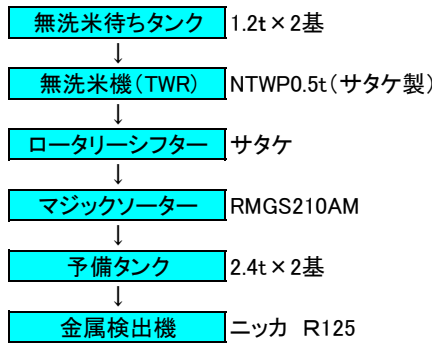 無洗米待ちタンク 1.2t×2基
↓
無洗米機(TWR) NTWP0.5t(サタケ製)
↓
ロータリーシフター サタケ
↓
マジックソーター RMGS210AM
↓
予備タンク 2.4t×2基
↓
金属検出機 ニッカ R125